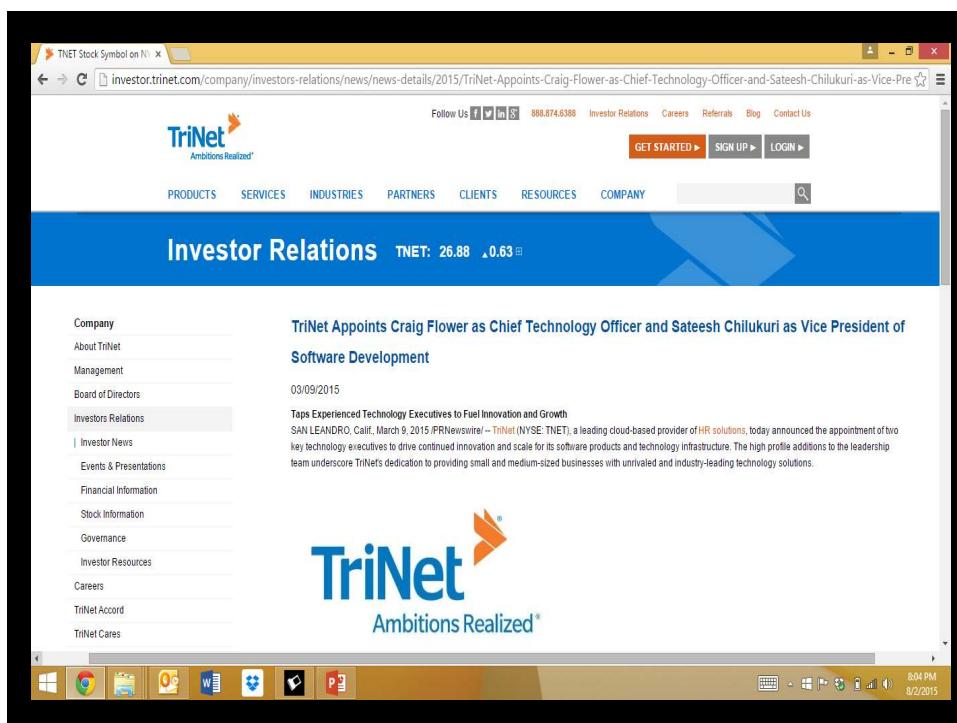 TNET Stock Symbol on NY
investor.trinet.com/company/investors-relations/news/news-details/2015/TriNet-Appoints-Craig-Flower-as-Chief-Technology-Officer-and-Sateesh-Chilukuri-as-Vice-Pre
Follow Us 888.874.6388 Investor Relations Careers Referrals Blog Contact Us
TriNet
Ambitions Realized®
GET STARTED SIGN UP LOGIN
PRODUCTS SERVICES INDUSTRIES PARTNERS CLIENTS RESOURCES COMPANY
Investor Relations TNET: 26.88 ▲0.63
Company
About TriNet
Management
Board of Directors
Investors Relations
Investor News
Events & Presentations
Financial Information
Stock Information
Governance
Investor Resources
Careers
TriNet Accord
TriNet Cares
TriNet Appoints Craig Flower as Chief Technology Officer and Sateesh Chilukuri as Vice President of
Software Development
03/09/2015
Taps Experienced Technology Executives to Fuel Innovation and Growth
SAN LEANDRO, Calif., March 9, 2015 /PRNewswire/ -- TriNet (NYSE: TNET), a leading cloud-based provider of HR solutions, today announced the appointment of two
key technology executives to drive continued innovation and scale for its software products and technology infrastructure. The high profile additions to the leadership
team underscore TriNet's dedication to providing small and medium-sized businesses with unrivaled and industry-leading technology solutions.
TriNet®
Ambitions Realized®
8:04 PM
8/2/2015